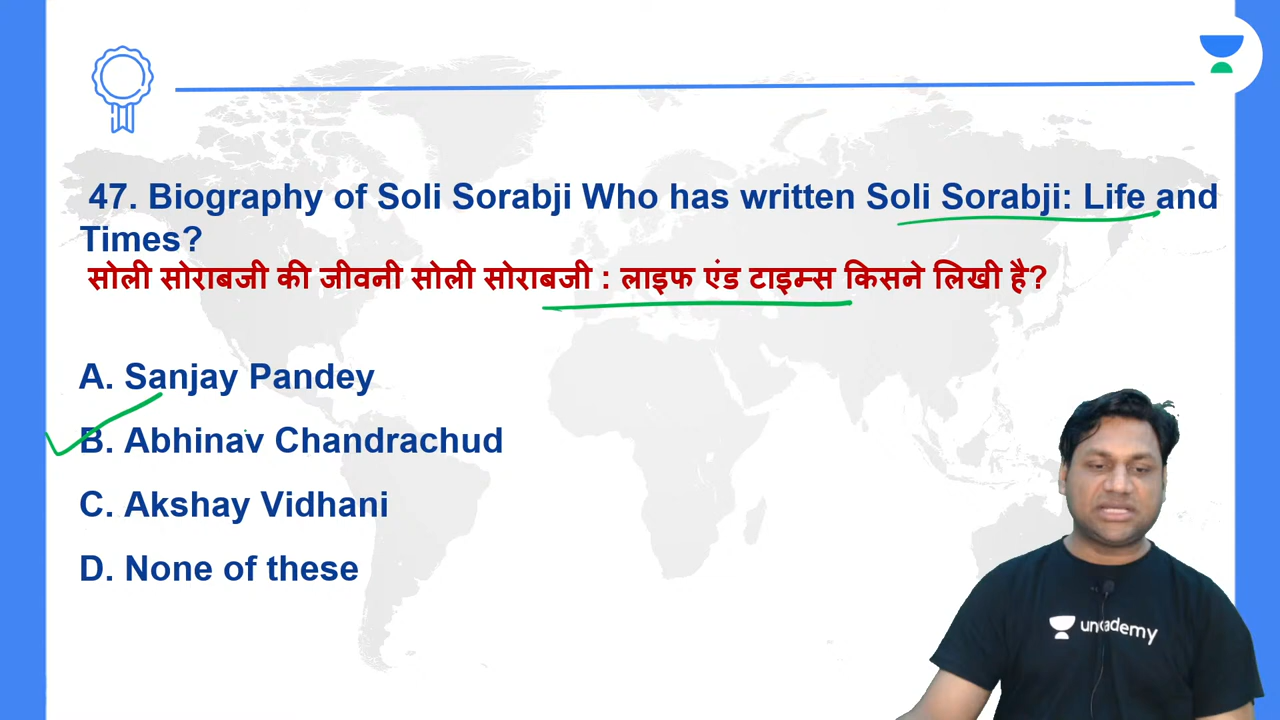 47. Biography of Soli Sorabji Who has written Soli Sorabji: Life and
Times?
सोली सोराबजी की जीवनी सोली सोराबजी : लाइफ एंड टाइम्स किसने लिखी है?
A. Sanjay Pandey
B. Abhinav Chandrachud
C. Akshay Vidhani
D. None of these
unacademy